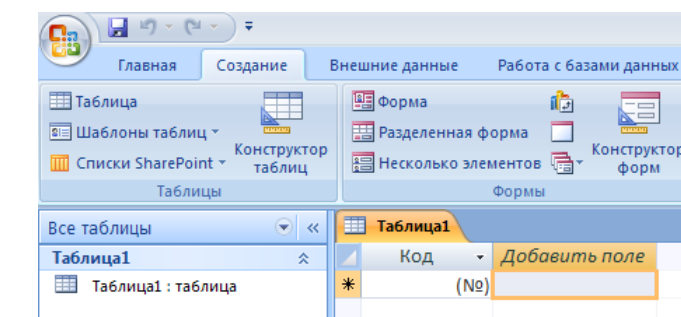 Главная Создание Внешние данные Работа с базами данных
Таблица
Шаблоны таблиц
Списки SharePoint
Конструктор таблиц
Таблицы
Форма
Разделенная форма
Несколько элементов
Конструктор форм
Формы
Все таблицы
Таблица1
Таблица1 : таблица
Таблица1
Код Добавить поле
(№)